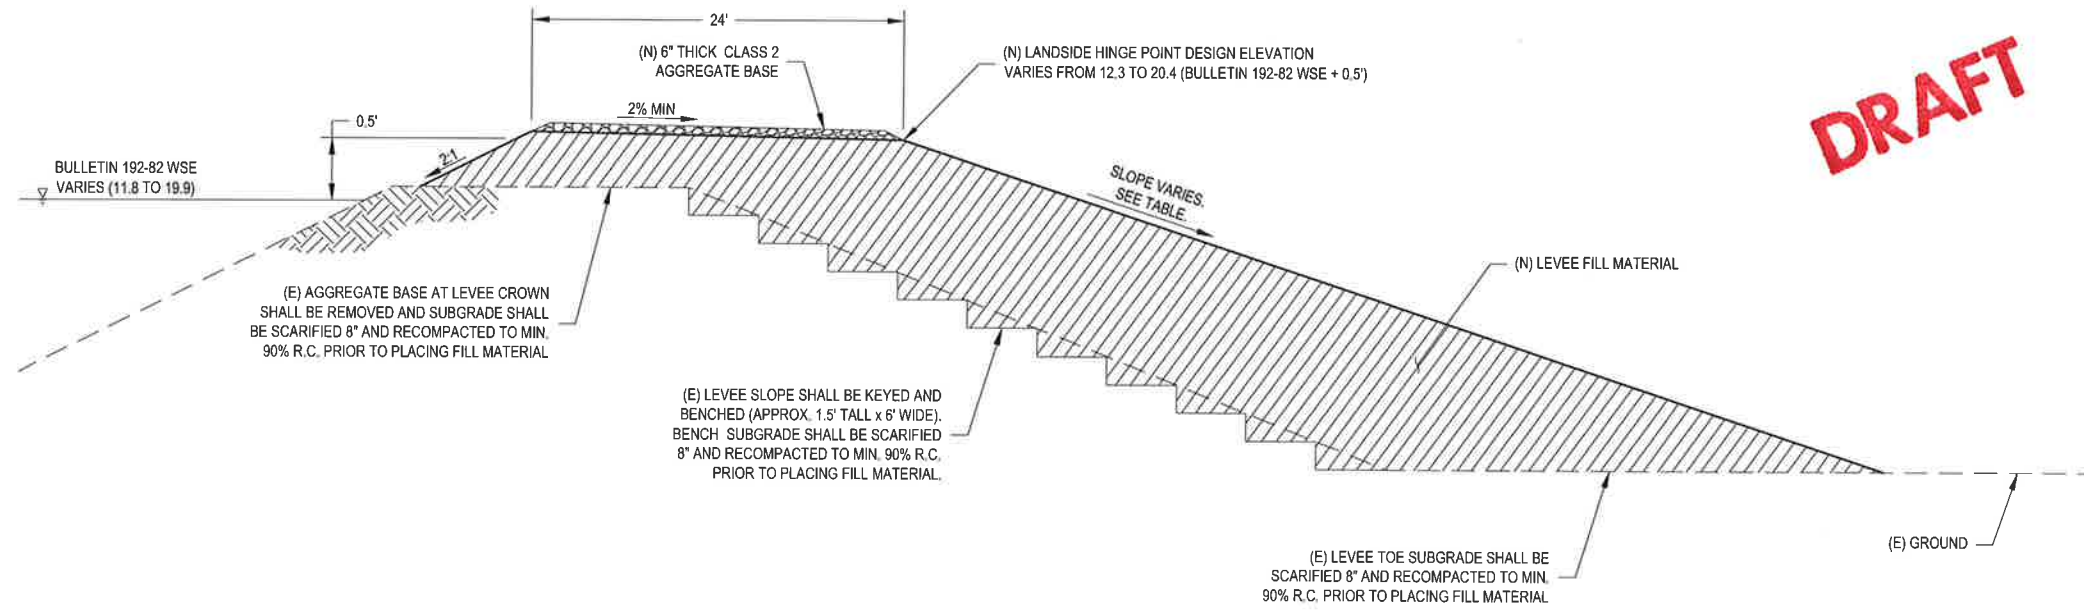 24'
(N) 6" THICK CLASS 2
AGGREGATE BASE
(N) LANDSIDE HINGE POINT DESIGN ELEVATION
VARIES FROM 12.3 TO 20.4 (BULLETIN 192-82 WSE + 0.5')
DRAFT
2% MIN
0.5'
2:1
BULLETIN 192-82 WSE
VARIES (11.8 TO 19.9)
SLOPE VARIES.
SEE TABLE.
(N) LEVEE FILL MATERIAL
(E) AGGREGATE BASE AT LEVEE CROWN
SHALL BE REMOVED AND SUBGRADE SHALL
BE SCARIFIED 8" AND RECOMPACTED TO MIN.
90% R.C. PRIOR TO PLACING FILL MATERIAL
(E) LEVEE SLOPE SHALL BE KEYED AND
BENCHED (APPROX. 1.5' TALL x 6' WIDE).
BENCH SUBGRADE SHALL BE SCARIFIED
8" AND RECOMPACTED TO MIN. 90% R.C.
PRIOR TO PLACING FILL MATERIAL.
(E) GROUND
(E) LEVEE TOE SUBGRADE SHALL BE
SCARIFIED 8" AND RECOMPACTED TO MIN.
90% R.C. PRIOR TO PLACING FILL MATERIAL